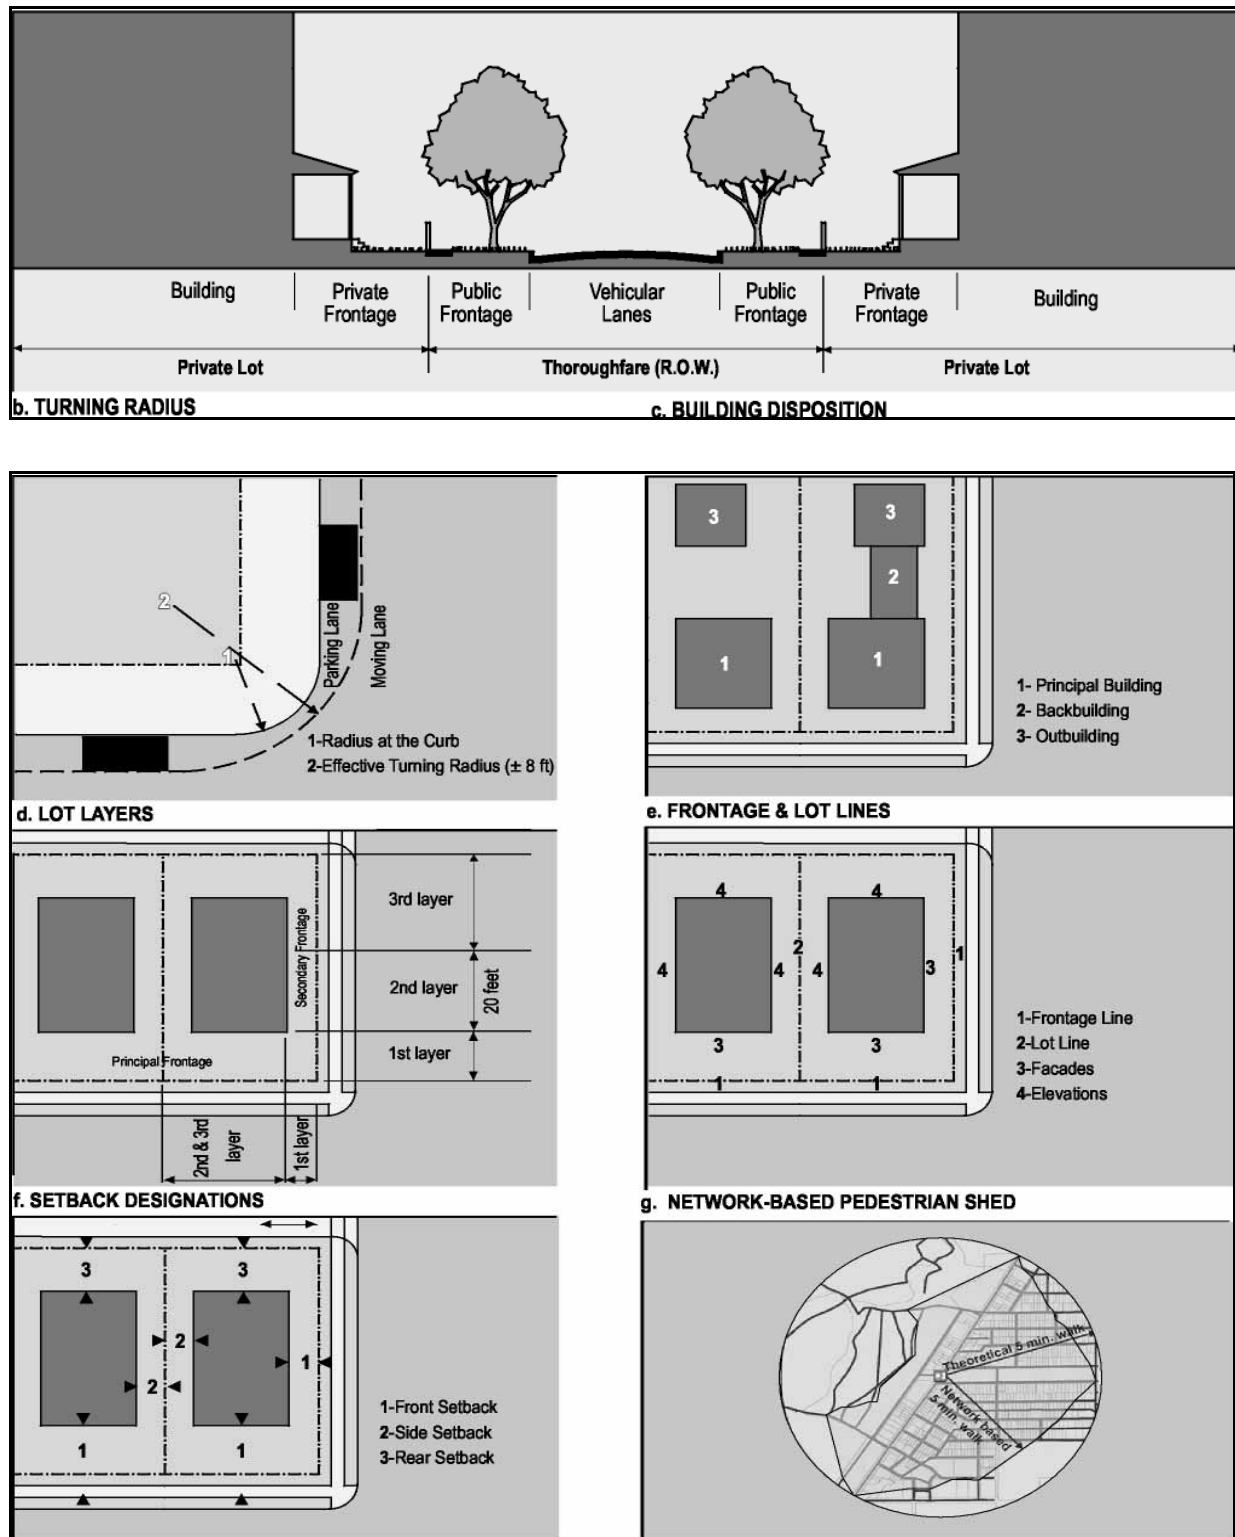 Building
Private
Frontage
Public
Frontage
Vehicular
Lanes
Public
Frontage
Private
Frontage
Building
Private Lot
Thoroughfare (R.O.W.)
Private Lot
b. TURNING RADIUS
c. BUILDING DISPOSITION
2
1
Parking Lane
Moving Lane
1-Radius at the Curb
2-Effective Turning Radius (± 8 ft)
3
3
2
1
1
1- Principal Building
2- Backbuilding
3- Outbuilding
d. LOT LAYERS
Secondary Frontage
Principal Frontage
3rd layer
2nd layer
20 feet
1st layer
2nd & 3rd
layer
1st layer
e. FRONTAGE & LOT LINES
4
4
2
1
4
4
4
3
3
3
1
1
1-Frontage Line
2-Lot Line
3-Facades
4-Elevations
f. SETBACK DESIGNATIONS
3
3
2
1
2
1
1
1-Front Setback
2-Side Setback
3-Rear Setback
g. NETWORK-BASED PEDESTRIAN SHED
Theoretical 5 min. walk
Network based
5 min. walk